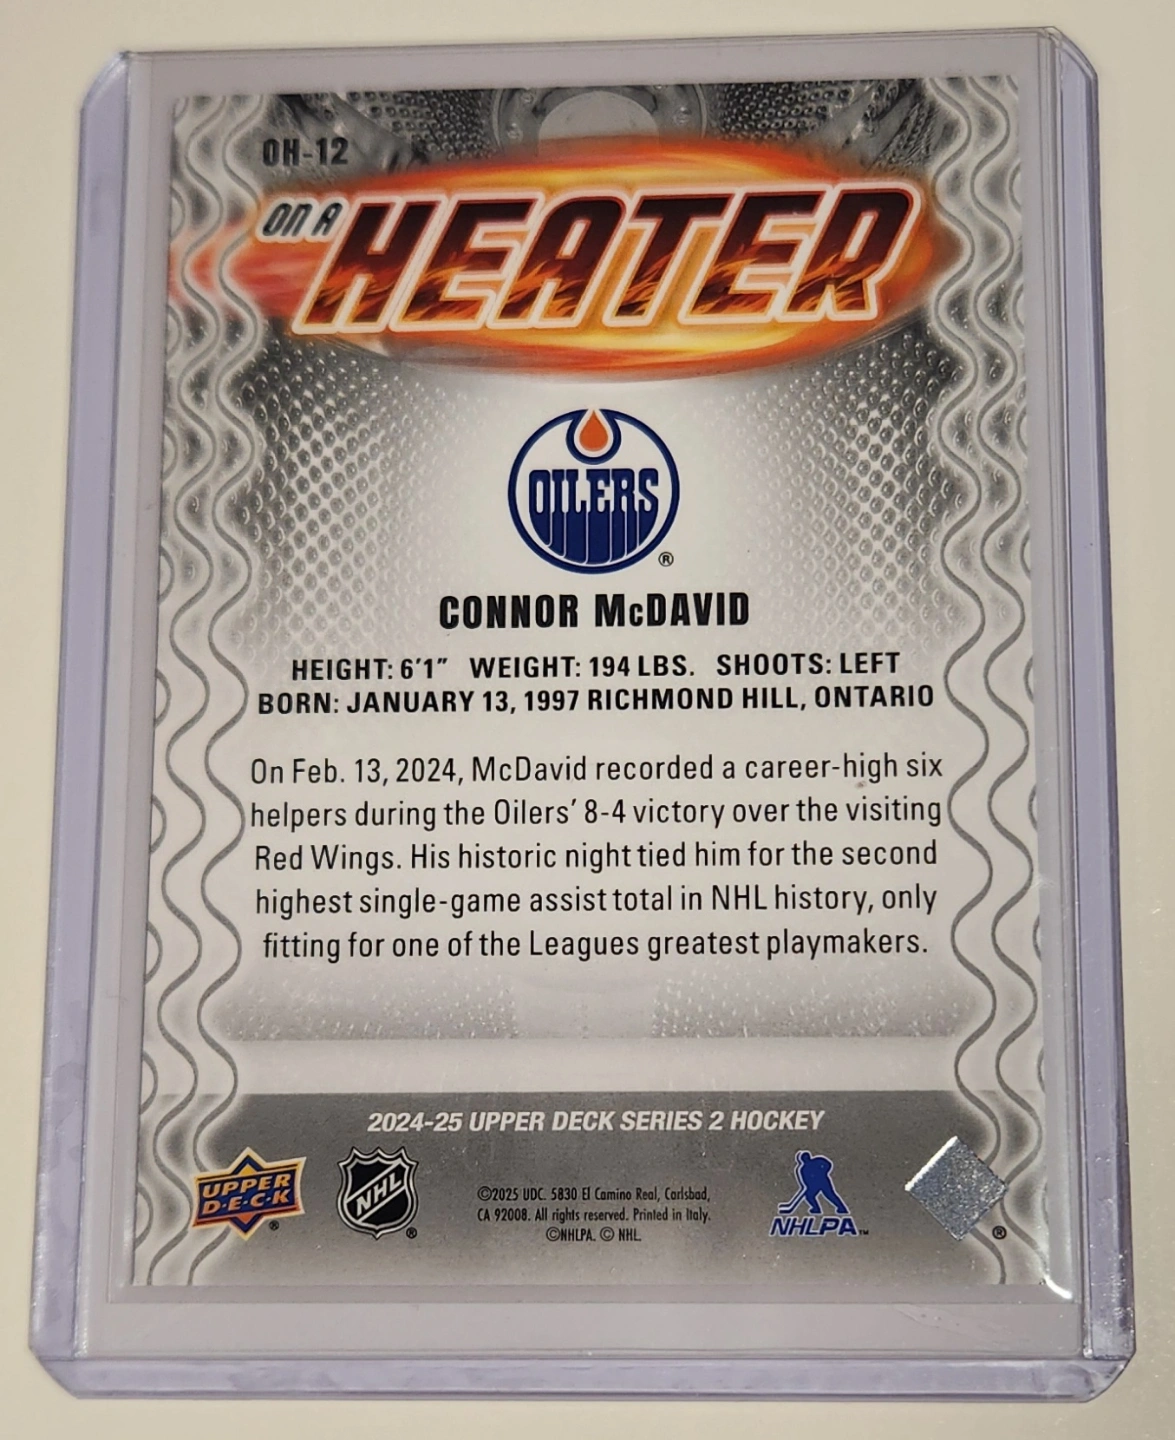 OH-12
ON A HEATER
OILERS
®
CONNOR McDAVID
HEIGHT: 6'1" WEIGHT: 194 LBS. SHOOTS: LEFT
BORN: JANUARY 13, 1997 RICHMOND HILL, ONTARIO
On Feb. 13, 2024, McDavid recorded a career-high six
helpers during the Oilers' 8-4 victory over the visiting
Red Wings. His historic night tied him for the second
highest single-game assist total in NHL history, only
fitting for one of the Leagues greatest playmakers.
2024-25 UPPER DECK SERIES 2 HOCKEY
UPPER
D·E·C·K
®
NHL
®
©2025 UDC. 5830 El Camino Real, Carlsbad,
CA 92008. All rights reserved. Printed in Italy.
©NHLPA. © NHL.
NHLPA™
®